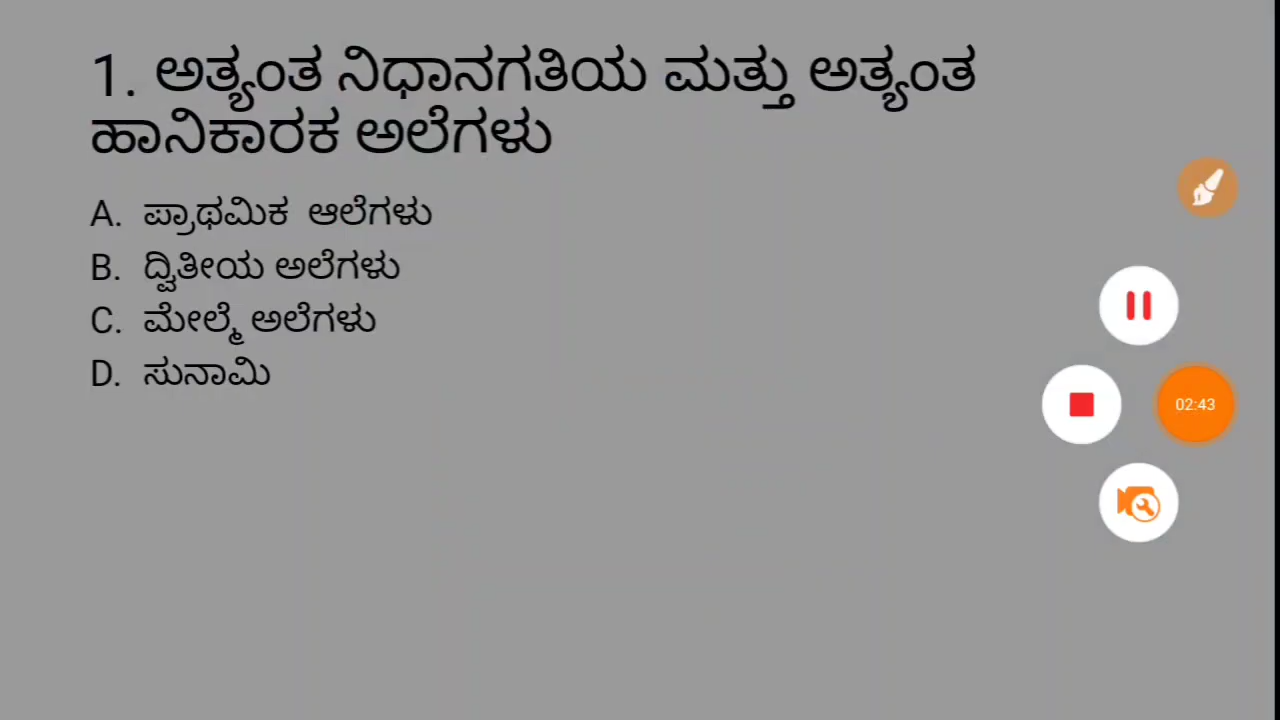 1. ಅತ್ಯಂತ ನಿಧಾನಗತಿಯ ಮತ್ತು ಅತ್ಯಂತ
ಹಾನಿಕಾರಕ ಅಲೆಗಳು
A. ಪ್ರಾಥಮಿಕ ಆಲೆಗಳು
B. ದ್ವಿತೀಯ ಅಲೆಗಳು
C. ಮೇಲ್ಮೈ ಅಲೆಗಳು
D. ಸುನಾಮಿ
02:43